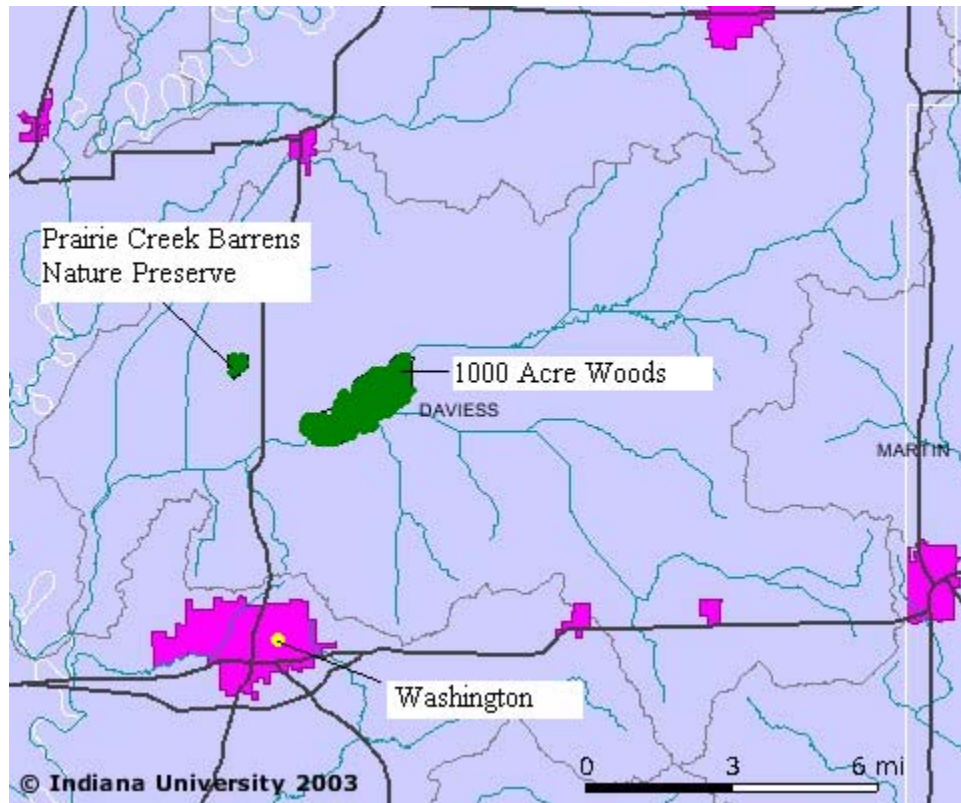 Prairie Creek Barrens
Nature Preserve
1000 Acre Woods
DAVIESS
MARTIN
Washington
© Indiana University 2003
0 3 6 mi